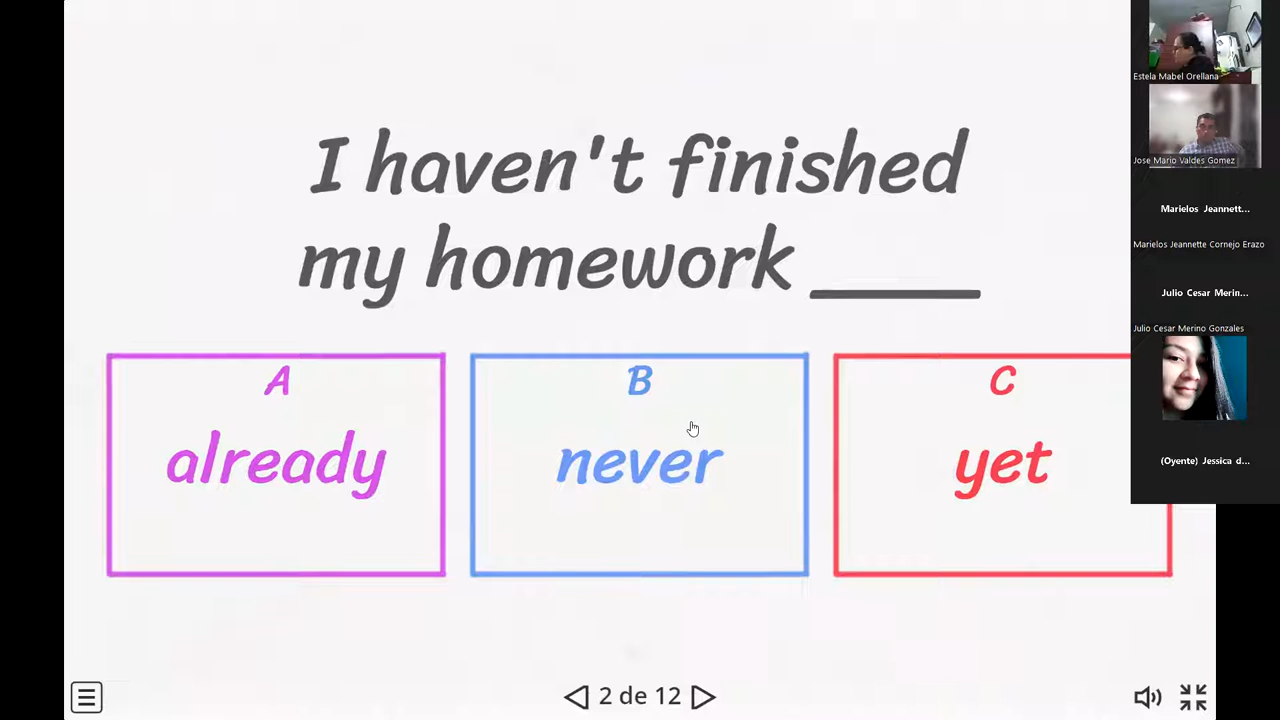 I haven't finished
my homework ____
A
already
B
never
C
yet
2 de 12
Estela Mabel Orellana
Jose Mario Valdes Gomez
Marielos Jeannett...
Marielos Jeannette Cornejo Erazo
Julio Cesar Merin...
Julio Cesar Merino Gonzales
(Oyente) Jessica d...